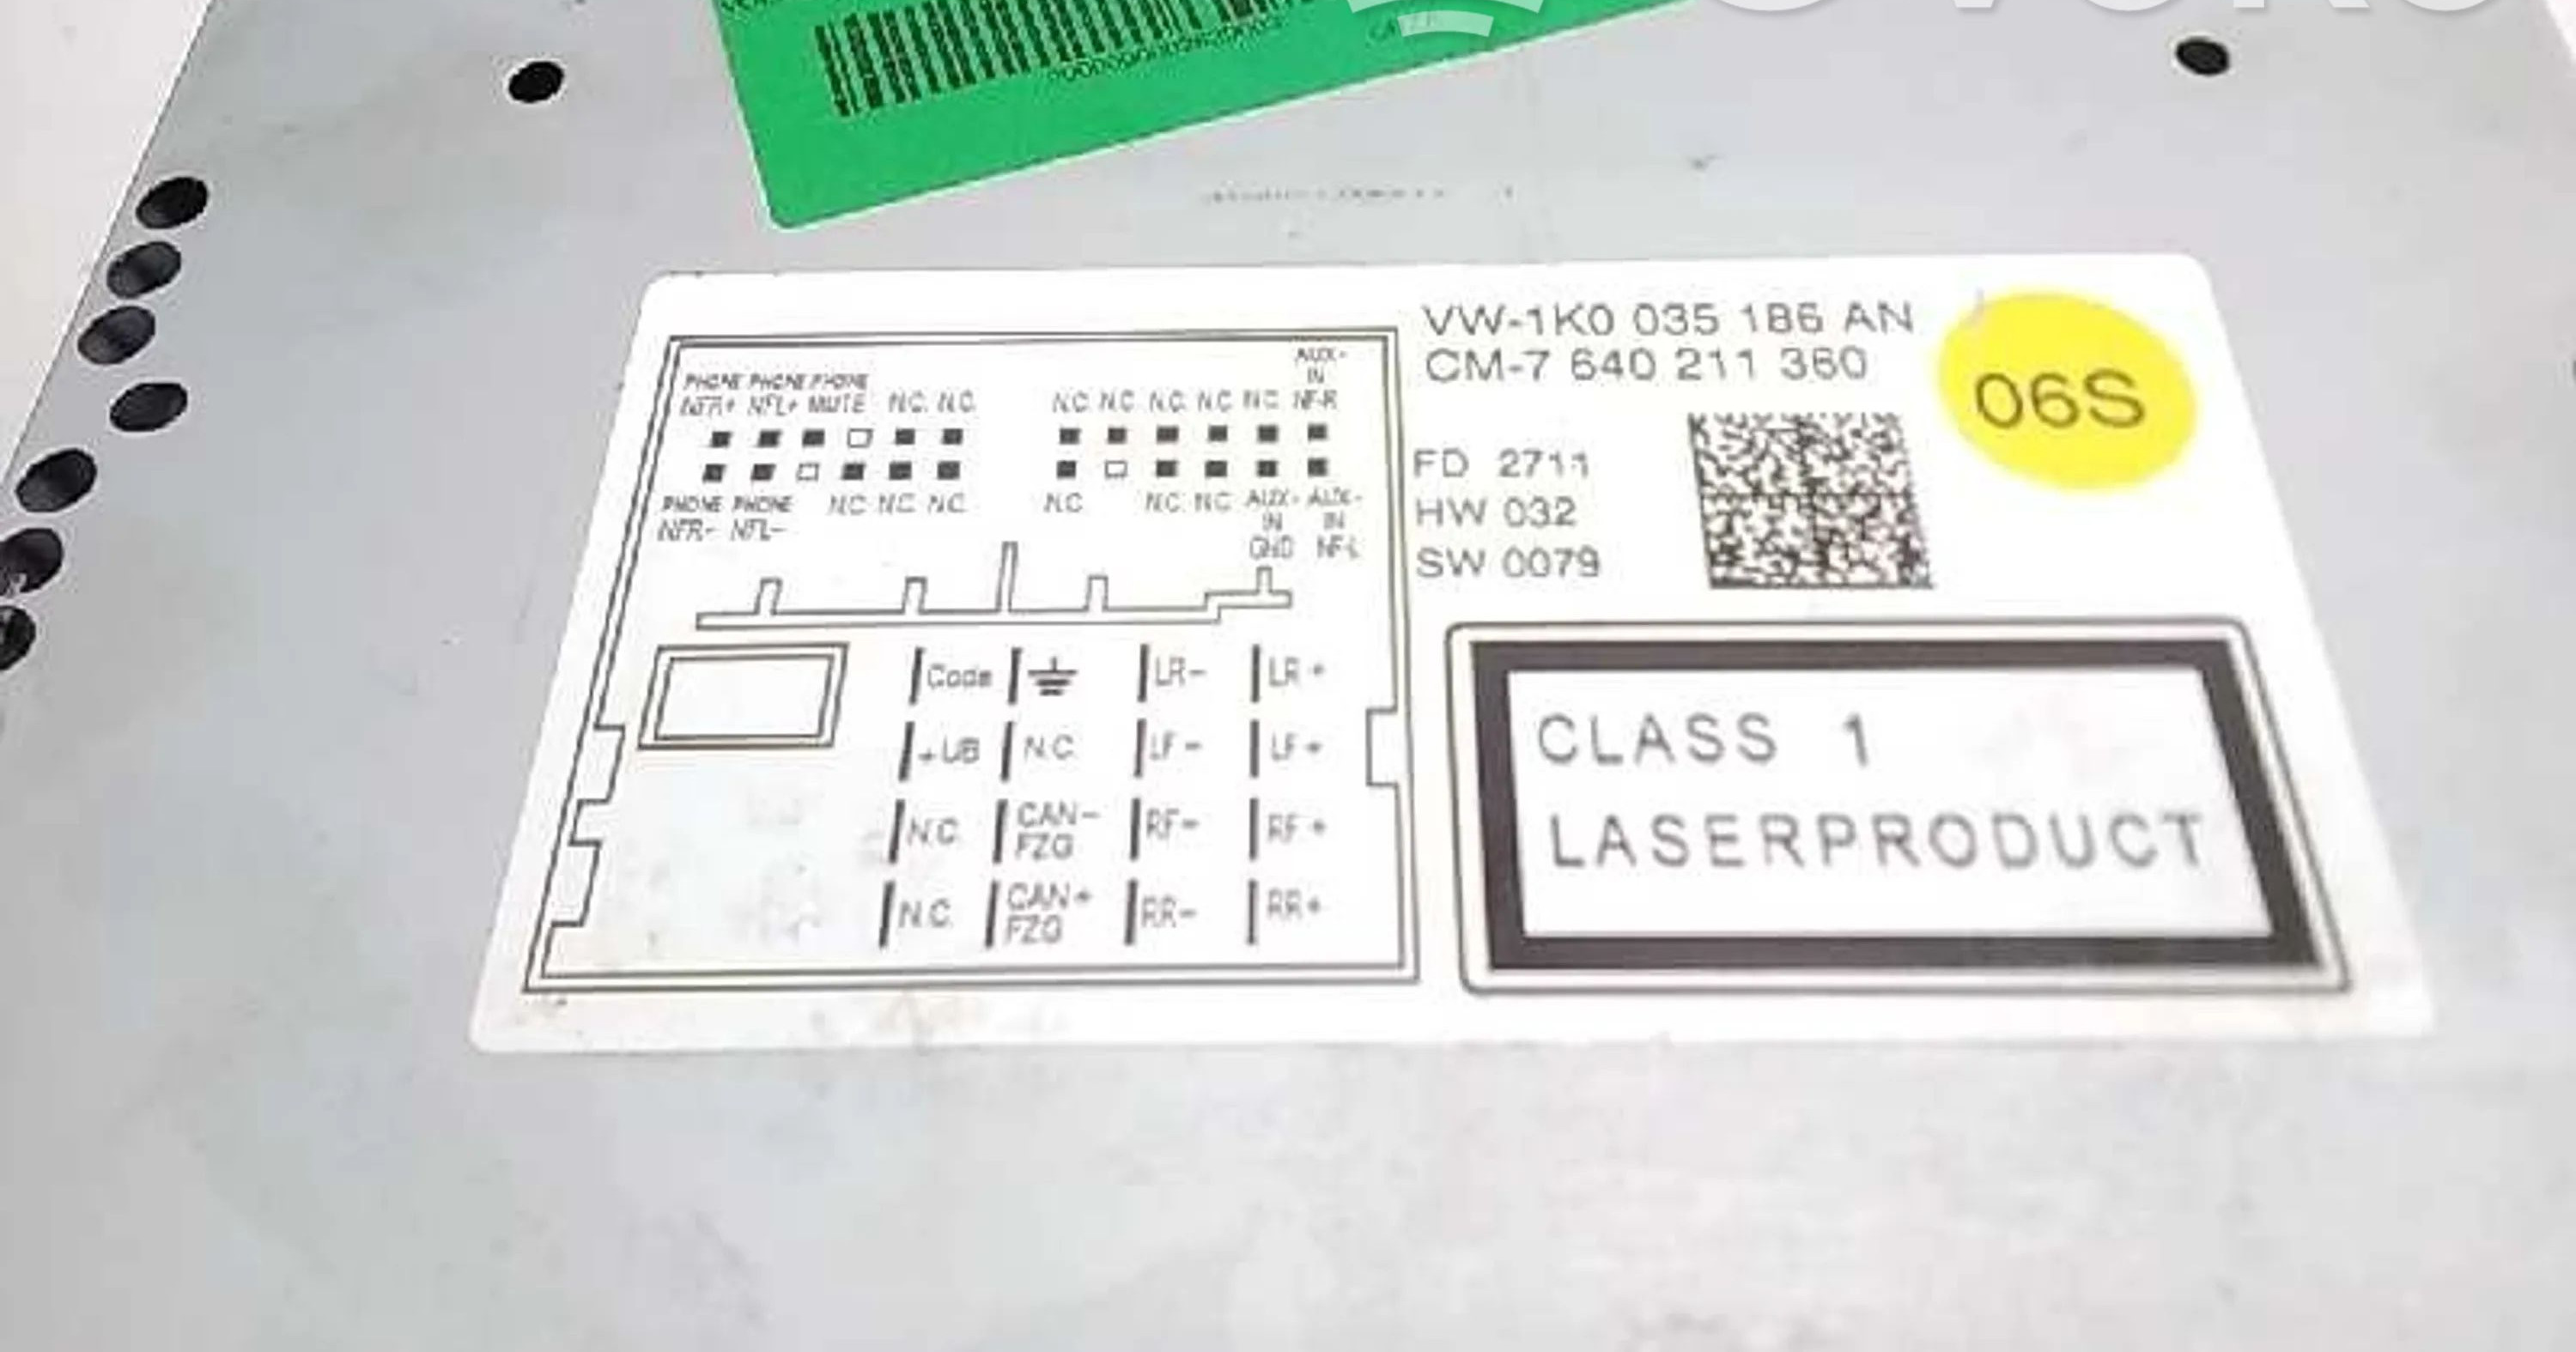 VW-1K0 035 186 AN
CM-7 640 211 360
06S
FD 2711
HW 032
SW 0079
CLASS 1
LASERPRODUCT
AUX-
IN
PHONE PHONE PHONE
NFR+ NFL+ MUTE N.C. N.C. N.C. N.C. N.C. N.C. N.C. NF-R
PHONE PHONE N.C. N.C. N.C. N.C. N.C. N.C. AUX- AUX-
NFR- NFL- IN IN
GND NF-L
Code LR- LR+
+UB N.C. LF- LF+
N.C. CAN- FZG RF- RF+
N.C. CAN+ FZG RR- RR+